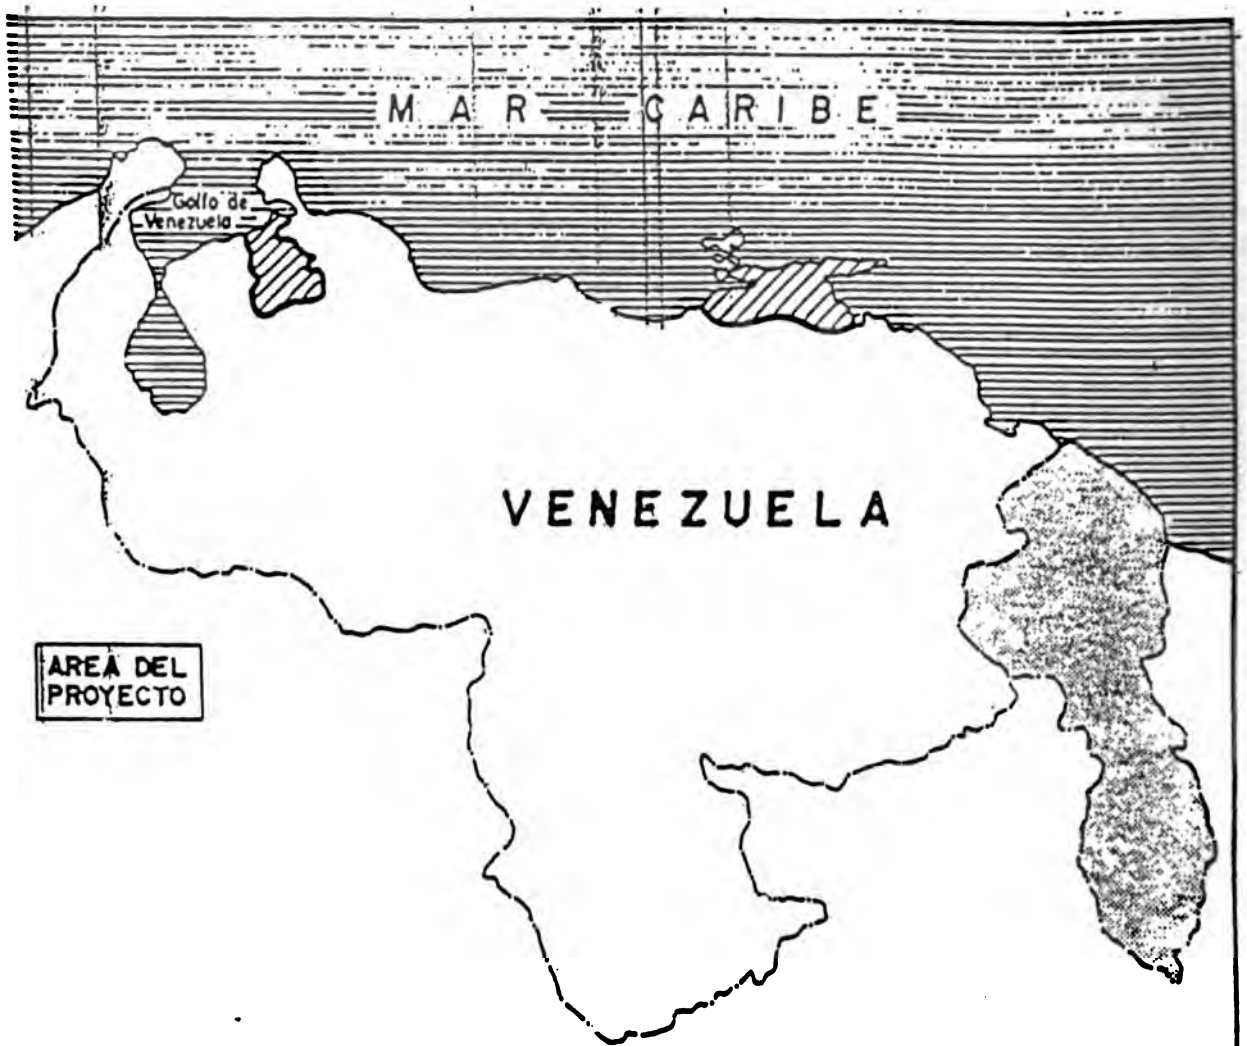 MAR CARIBE
Golfo de
Venezuela
VENEZUELA
AREA DEL
PROYECTO